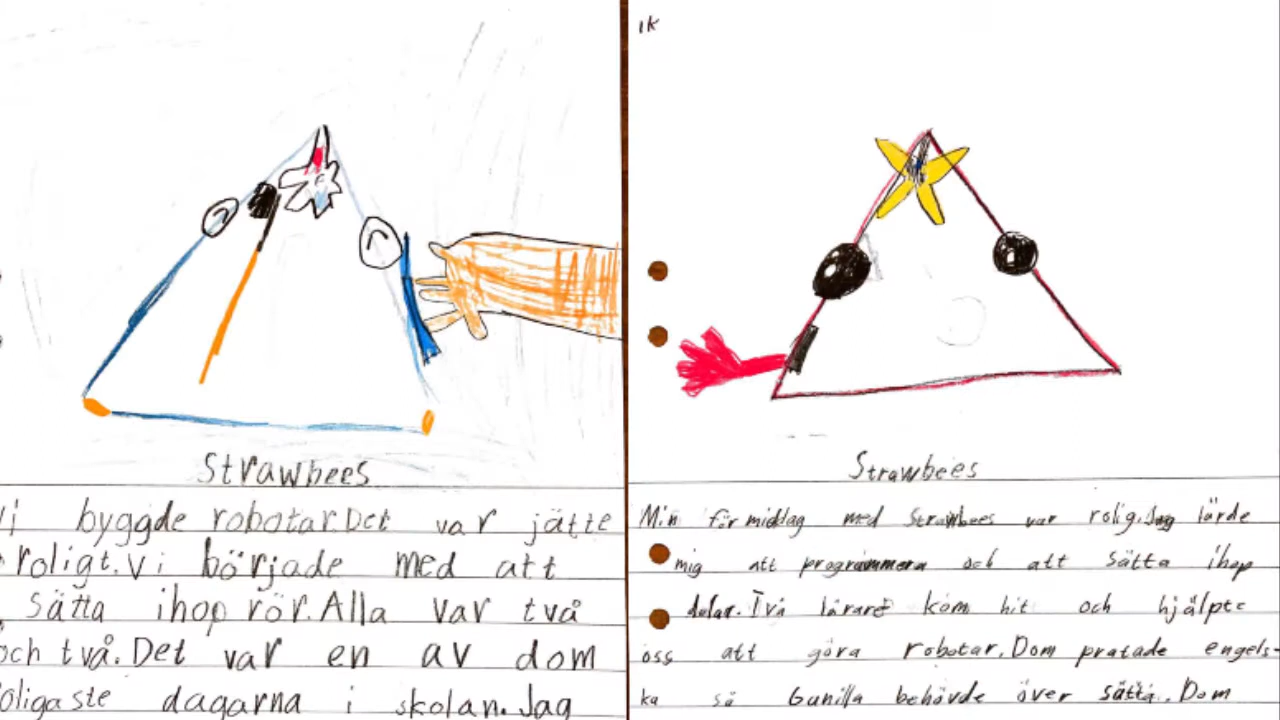 Strawbees
Vi byggde robotar. Det var jätte
roligt. Vi började med att
sätta ihop rör. Alla var två
och två. Det var en av dom
roligaste dagarna i skolan. Jag
1K
Strawbees
Min förmiddag med Strawbees var rolig. Jag lärde
mig att programmera och att sätta ihop
delar. Två lärare kom hit och hjälpte
oss att göra robotar. Dom pratade engels-
ka så Gunilla behövde över sätta. Dom